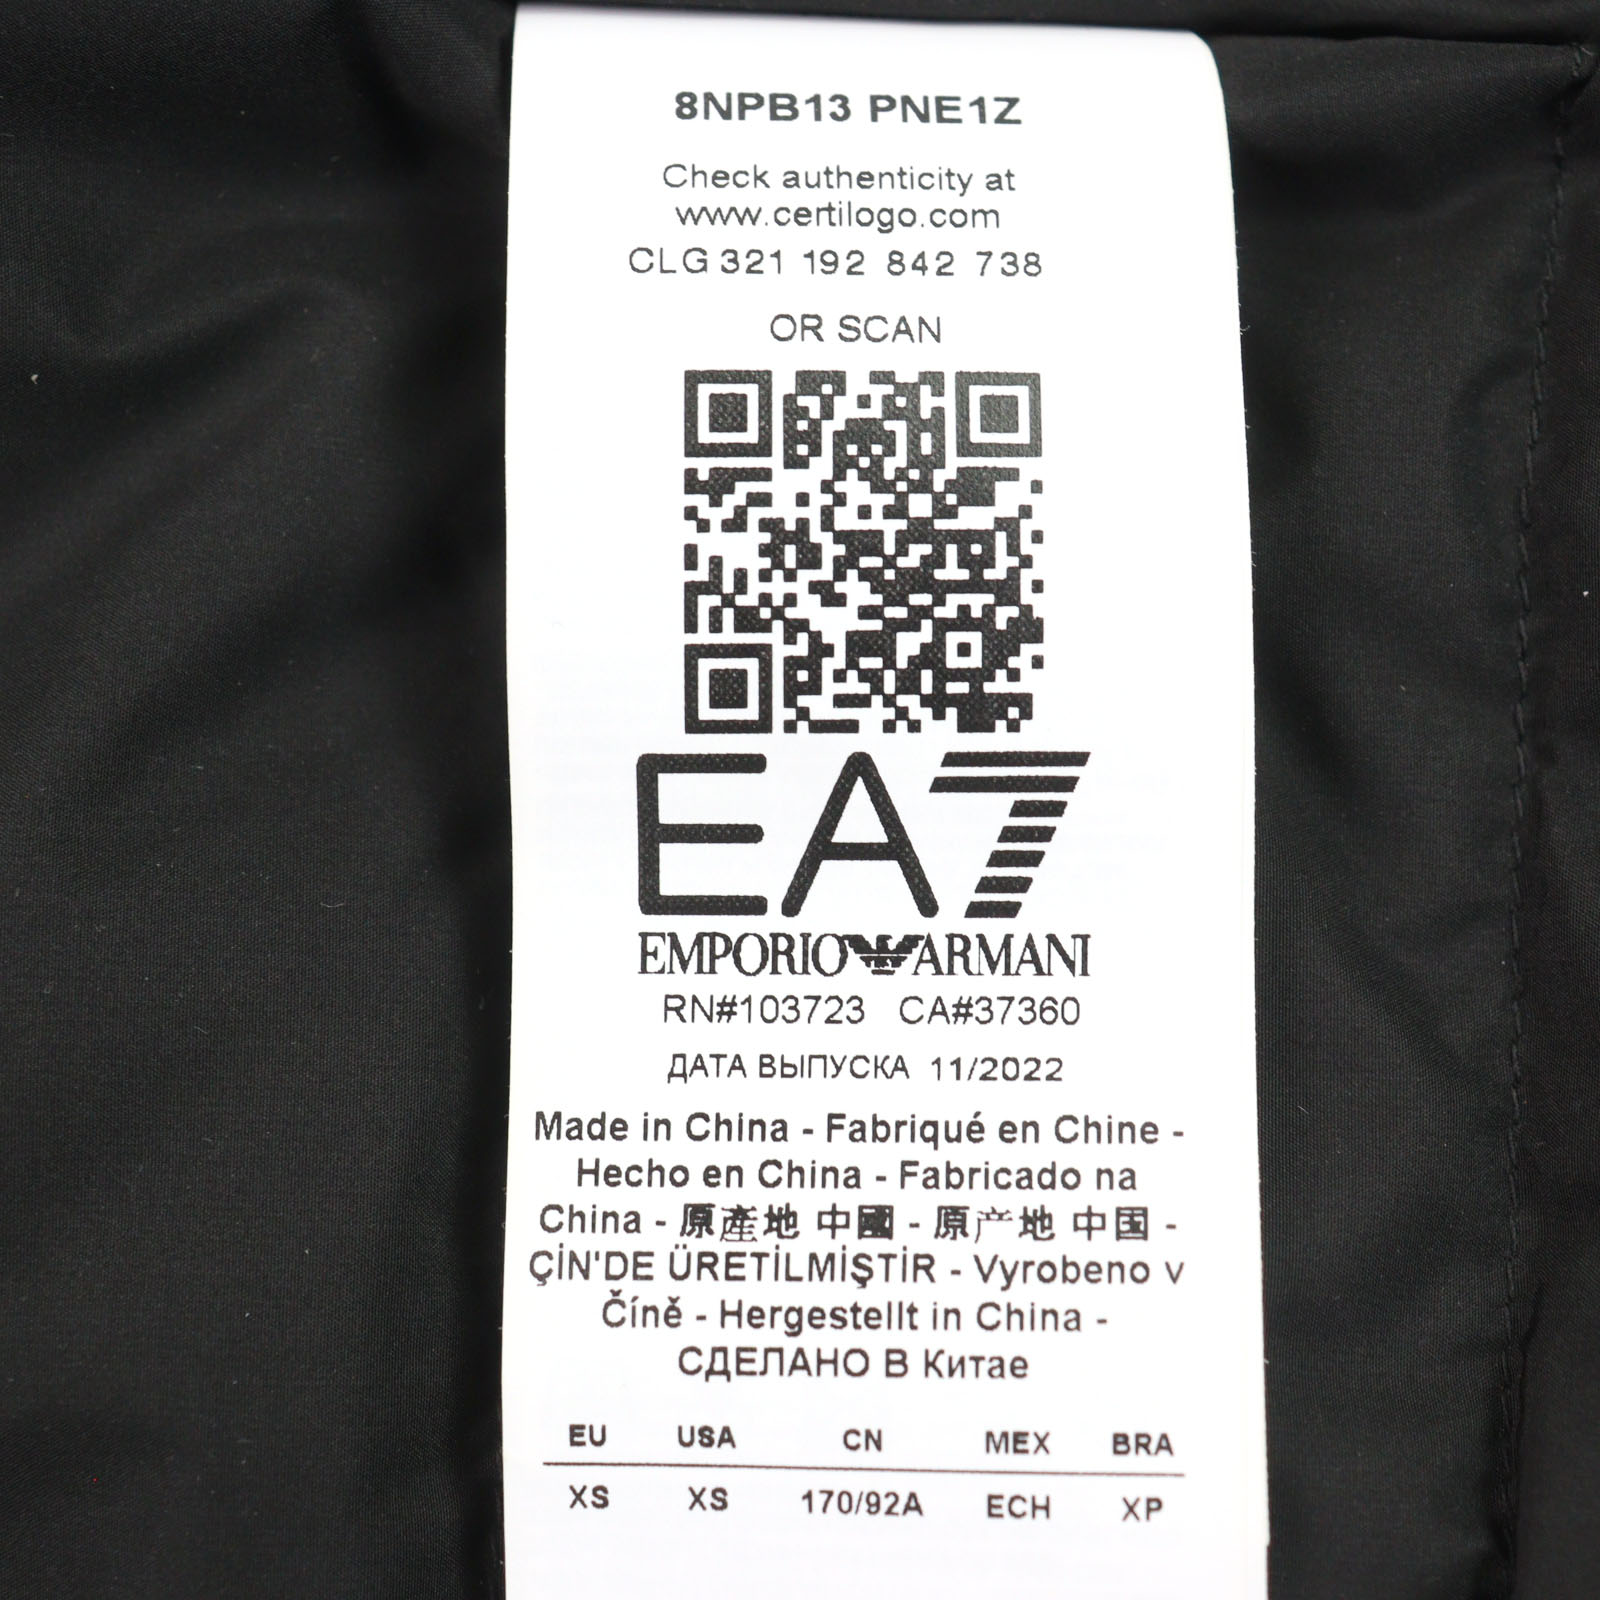 8NPB13 PNE1Z
Check authenticity at
www.certilogo.com
CLG 321 192 842 738
OR SCAN
EA7
EMPORIO ARMANI
RN#103723 CA#37360
ДАТА ВЫПУСКА 11/2022
Made in China - Fabriqué en Chine -
Hecho en China - Fabricado na
China - 原產地 中國 - 原产地 中国 -
ÇİN'DE ÜRETİLMİŞTİR - Vyrobeno v
Číně - Hergestellt in China -
СДЕЛАНО В Китае
EU USA CN MEX BRA
XS XS 170/92A ECH XP